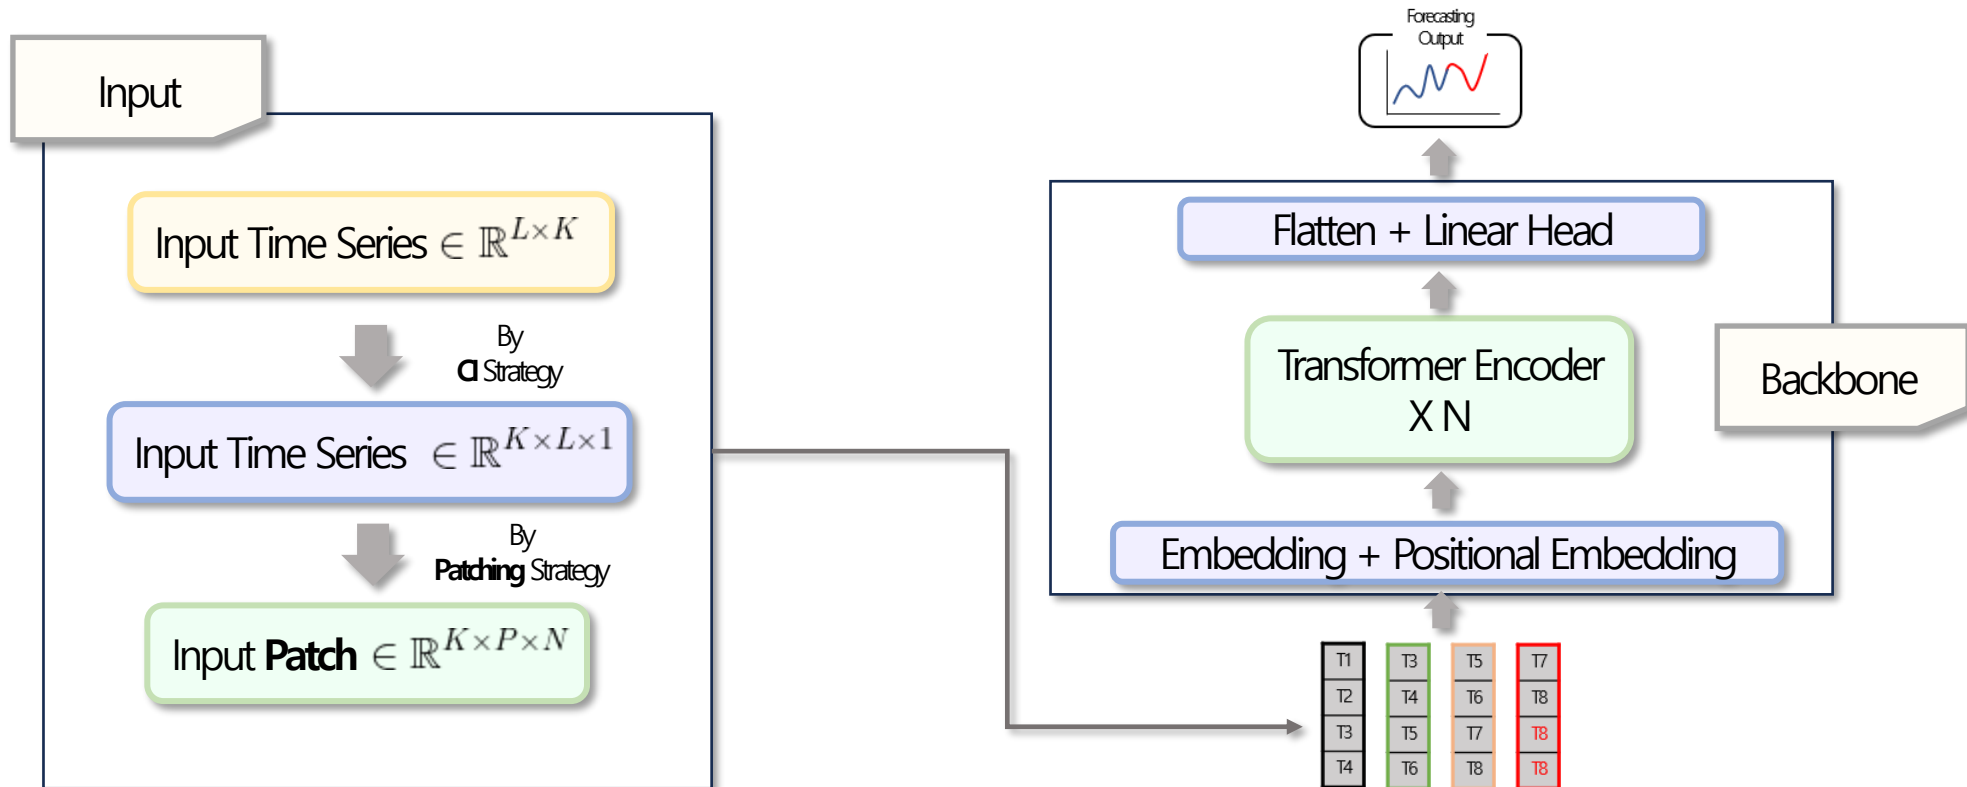 Input
Input Time Series ∈ ℝ^{L×K}
By
CI Strategy
Input Time Series ∈ ℝ^{K×L×1}
By
Patching Strategy
Input Patch ∈ ℝ^{K×P×N}
Forecasting
Output
Flatten + Linear Head
Transformer Encoder
X N
Backbone
Embedding + Positional Embedding
T1 T3 T5 T7
T2 T4 T6 T8
T3 T5 T7 T8
T4 T6 T8 T8